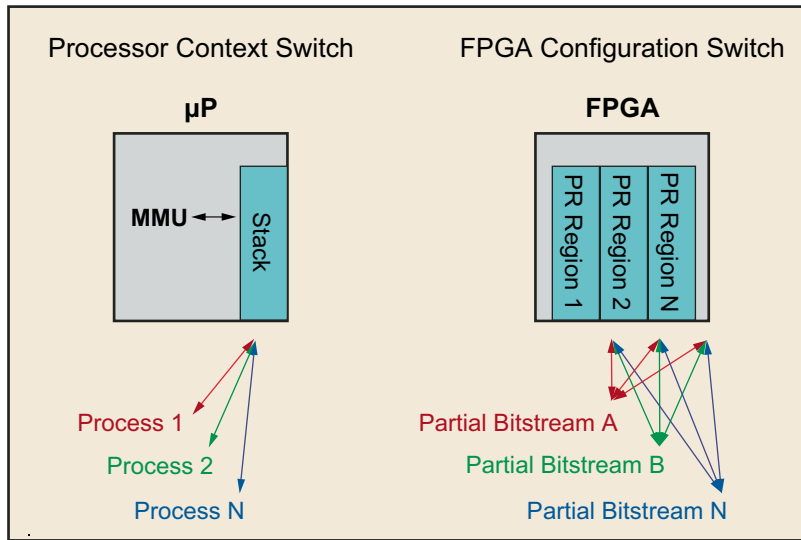 Processor Context Switch
FPGA Configuration Switch
µP
FPGA
MMU
Stack
PR Region 1
PR Region 2
PR Region N
Process 1
Process 2
Process N
Partial Bitstream A
Partial Bitstream B
Partial Bitstream N